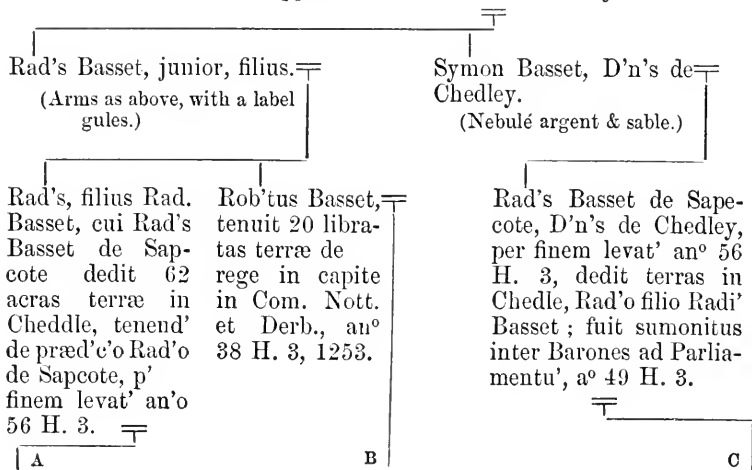 Rad's Basset, junior, filius.
(Arms as above, with a label
gules.)
Symon Basset, D'n's de
Chedley.
(Nebulé argent & sable.)
Rad's, filius Rad.
Basset, cui Rad's
Basset de Sap-
cote dedit 62
acras terræ in
Cheddle, tenend'
de præd'c'o Rad'o
de Sapcote, p'
finem levat' an'o
56 H. 3.
Rob'tus Basset,
tenuit 20 libra-
tas terræ de
rege in capite
in Com. Nott.
et Derb., anº
38 H. 3, 1253.
Rad's Basset de Sape-
cote, D'n's de Chedley,
per finem levat' anº 56
H. 3, dedit terras in
Chedle, Rad'o filio Radi'
Basset ; fuit sumonitus
inter Barones ad Parlia-
mentu', aº 49 H. 3.
A
B
C